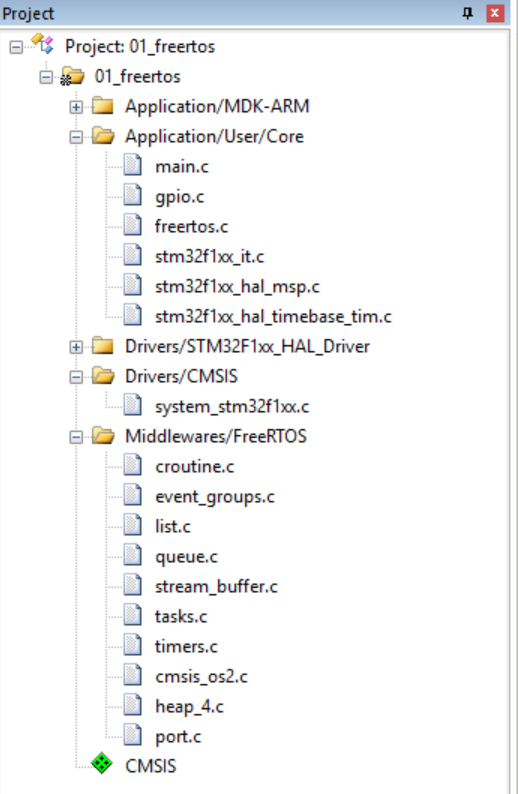 Project
Project: 01_freertos
01_freertos
Application/MDK-ARM
Application/User/Core
main.c
gpio.c
freertos.c
stm32f1xx_it.c
stm32f1xx_hal_msp.c
stm32f1xx_hal_timebase_tim.c
Drivers/STM32F1xx_HAL_Driver
Drivers/CMSIS
system_stm32f1xx.c
Middlewares/FreeRTOS
croutine.c
event_groups.c
list.c
queue.c
stream_buffer.c
tasks.c
timers.c
cmsis_os2.c
heap_4.c
port.c
CMSIS